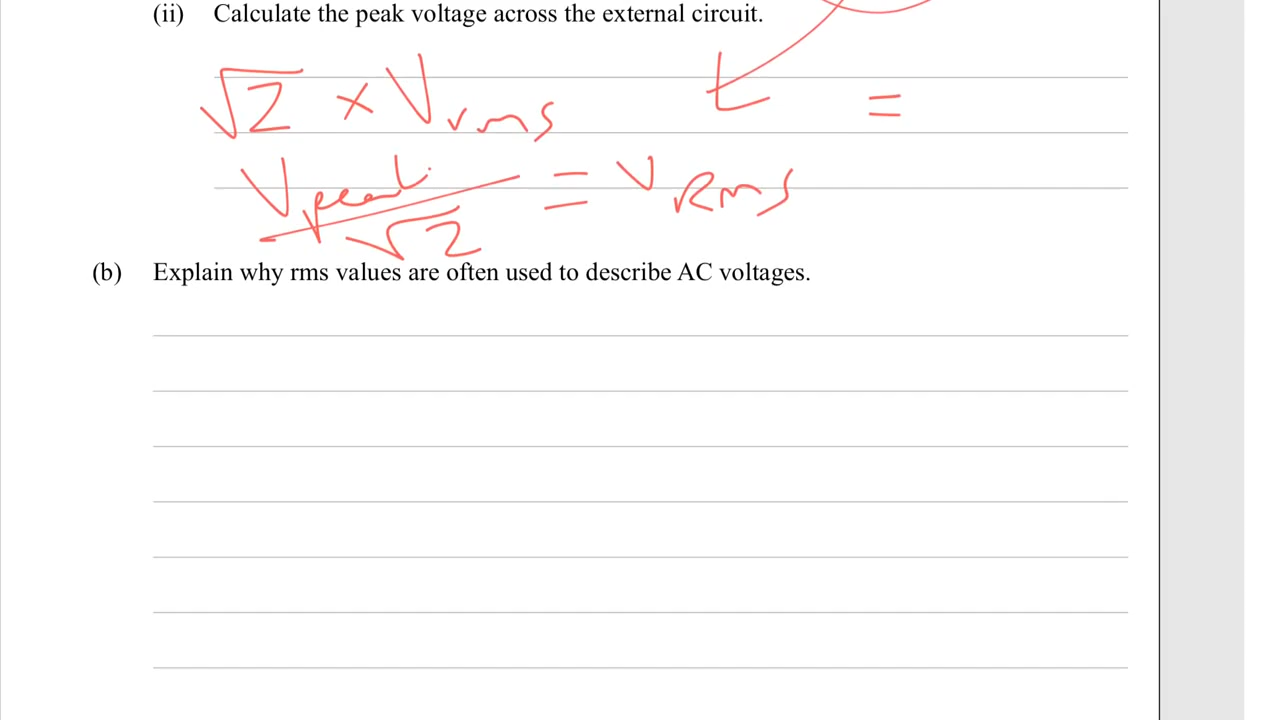 (ii) Calculate the peak voltage across the external circuit.
√2 × Vrms t =
Vpeak/√2 = VRMS
(b) Explain why rms values are often used to describe AC voltages.